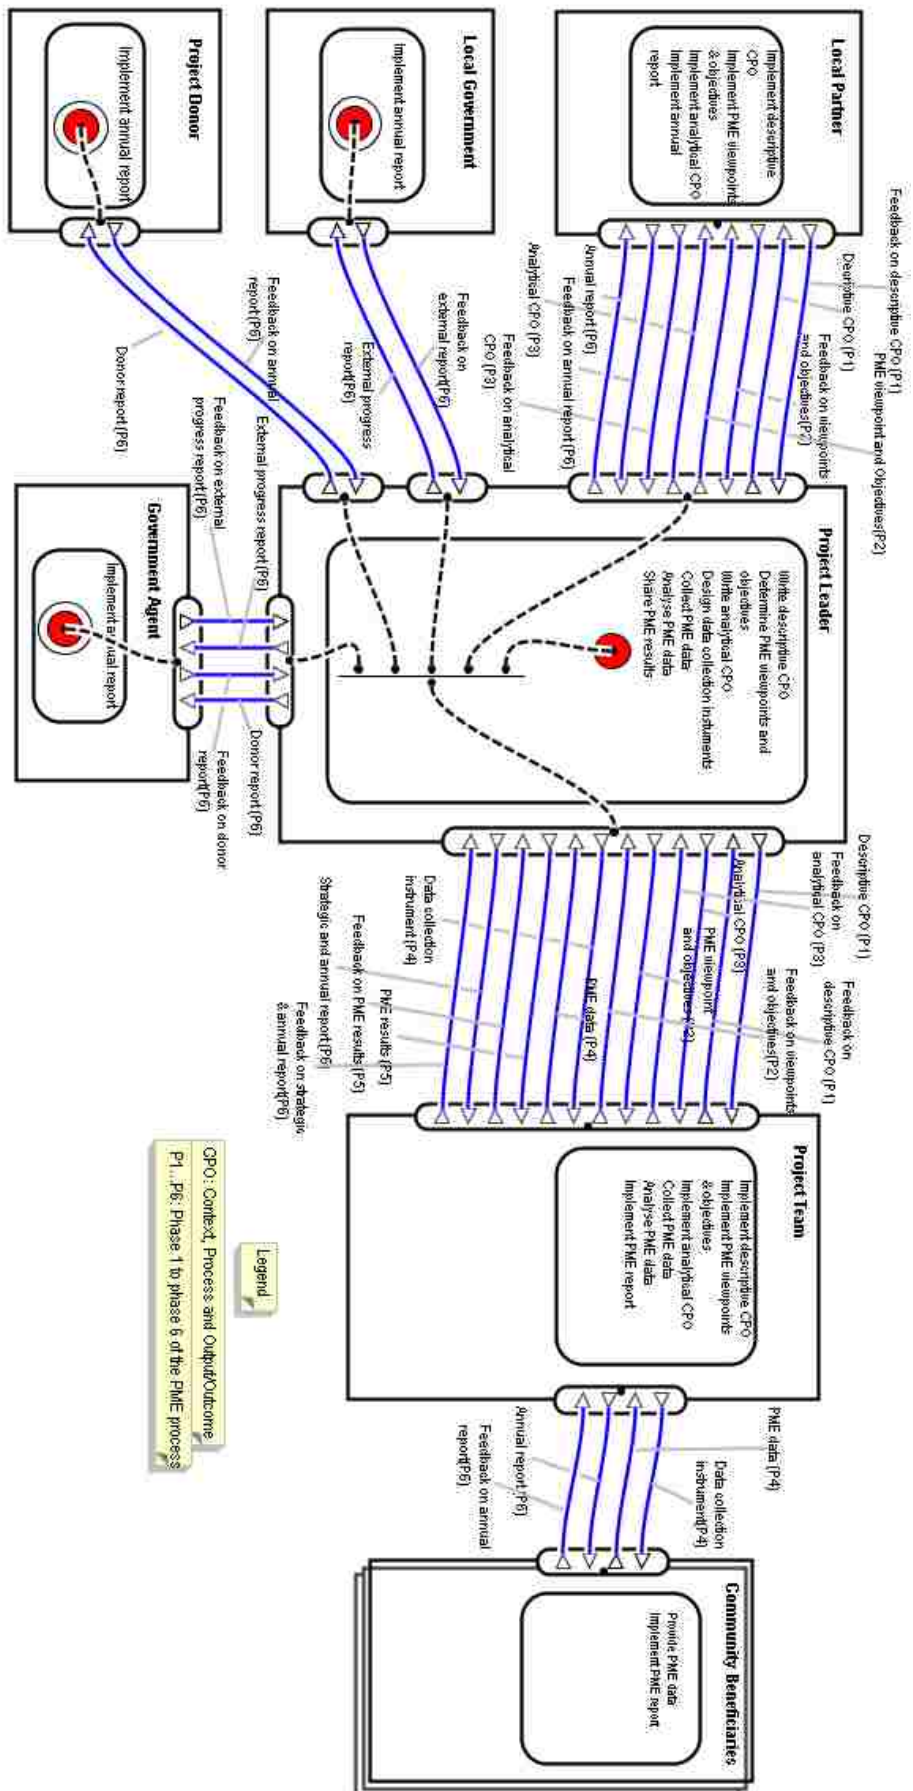 Local Partner
Implement descriptive
CPO
Implement PME viewpoints
& objectives
Implement analytical CPO
Implement annual
report
Local Government
Implement annual report
Project Donor
Implement annual report
Feedback on descriptive CPO (P1)
PME viewpoint and Objectives(P2)
Decriptive CPO (P1)
Feedback on viewpoints
and objectives(P2)
Annual report (P6)
Feedback on annual report (P6)
Analytical CPO (P3)
Feedback on analytical
CPO (P3)
Feedback on
external report(P6)
External progress
report(P6)
Feedback on annual
report (P6)
Donor report (P6)
Project Leader
Write descriptive CPO
Determine PME viewpoints and
objectives
Write analytical CPO
Design data collection instuments
Collect PME data
Analyse PME data
Share PME results
External progress report (P6)
Feedback on external
progress report (P6)
Donor report (P6)
Feedback on donor
report(P6)
Government Agent
Implement annual report
Descriptive CPO (P1)
Feedback on
analytical CPO (P3)
Analytical CPO (P3)
Feedback on
descriptive CPO (P1)
Feedback on viewpoints
and objectives(P2)
PME viewpoint
and objectives (P2)
PME data (P4)
Data collection
instrument (P4)
PME results (P5)
Feedback on PME results (P5)
Strategic and annual report (P6)
Feedback on strategic
& annual report(P6)
Project Team
Implement descriptive CPO
Implement PME viewpoints
& objectives
Implement analytical CPO
Collect PME data
Analyse PME data
Implement PME report
PME data (P4)
Data collection
instrument(P4)
Annual report (P6)
Feedback on annual
report(P6)
Community Beneficiaries
Provide PME data
Implement PME report
Legend
CPO: Context, Process and Output/Outcome
P1...P6: Phase 1 to phase 6 of the PME process